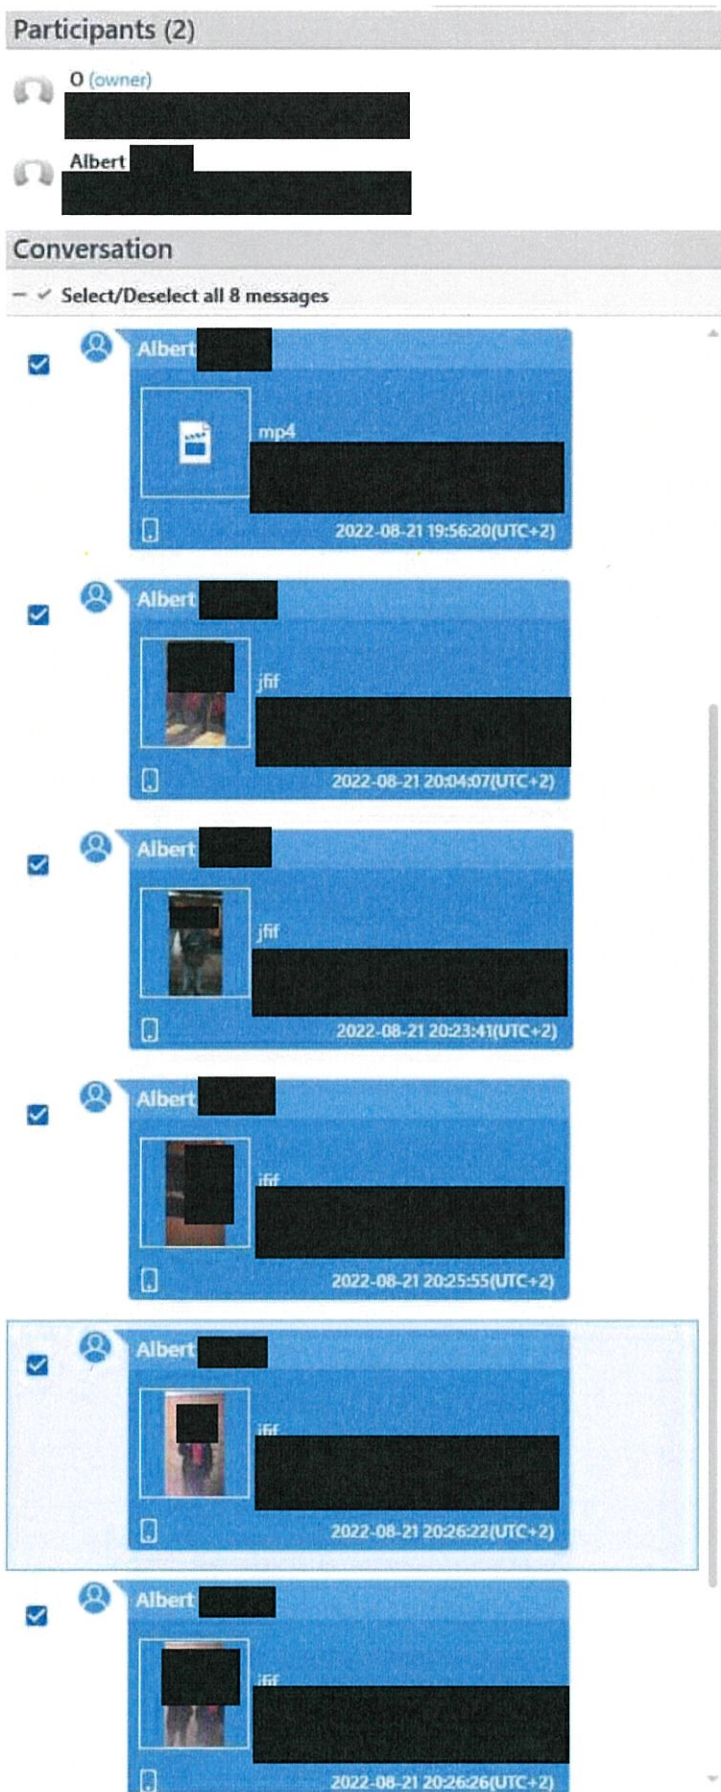 Participants (2)
O (owner)
Albert
Conversation
Select/Deselect all 8 messages
Albert
mp4
2022-08-21 19:56:20(UTC+2)
Albert
jfif
2022-08-21 20:04:07(UTC+2)
Albert
jfif
2022-08-21 20:23:41(UTC+2)
Albert
jfif
2022-08-21 20:25:55(UTC+2)
Albert
jfif
2022-08-21 20:26:22(UTC+2)
Albert
jfif
2022-08-21 20:26:26(UTC+2)